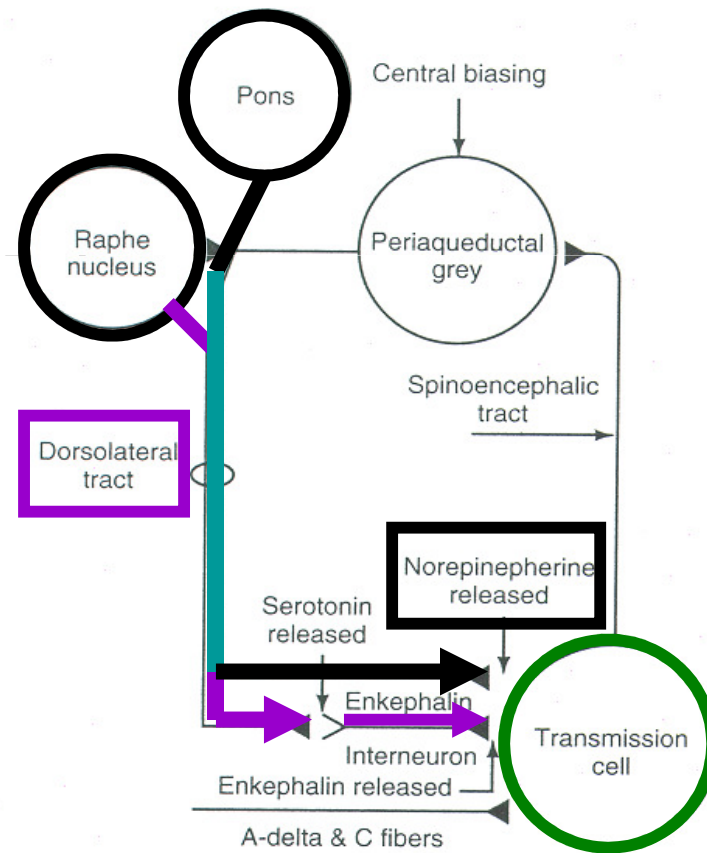 Pons
Central biasing
Raphe
nucleus
Periaqueductal
grey
Spinoencephalic
tract
Dorsolateral
tract
Norepinepherine
released
Serotonin
released
Enkephalin
Interneuron
Enkephalin released
Transmission
cell
A-delta & C fibers